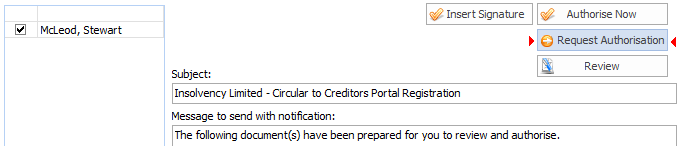 McLeod, Stewart
Insert Signature
Authorise Now
Request Authorisation
Review
Subject:
Insolvency Limited - Circular to Creditors Portal Registration
Message to send with notification:
The following document(s) have been prepared for you to review and authorise.